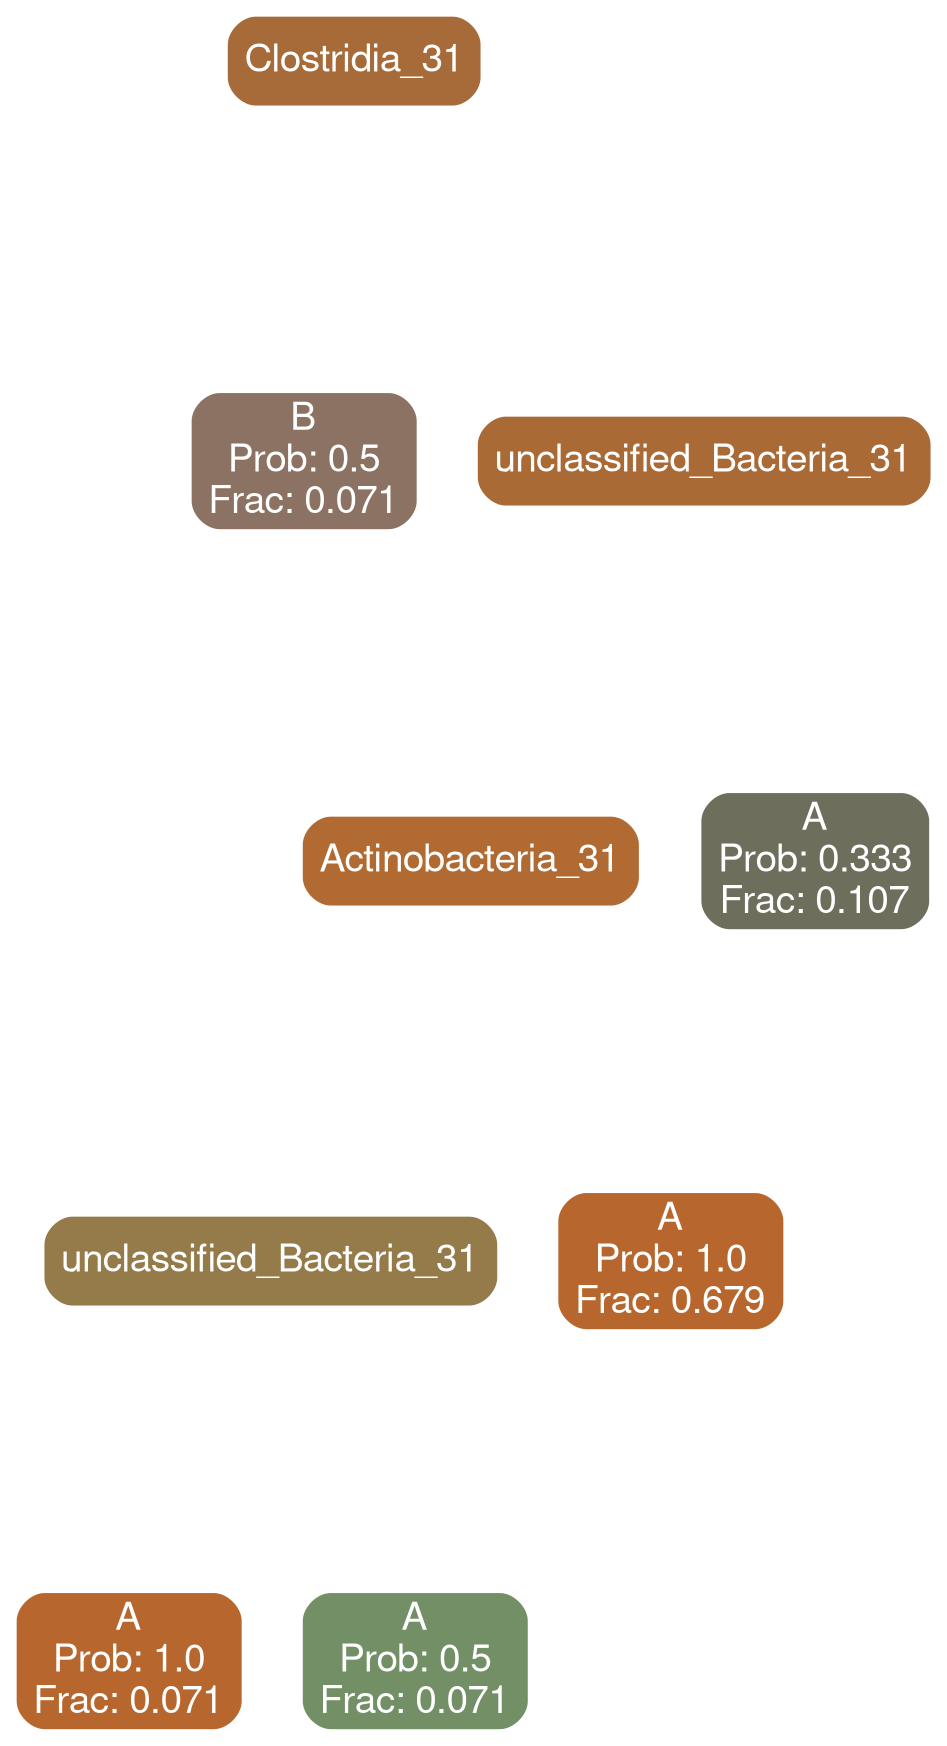 Clostridia_31
B
Prob: 0.5
Frac: 0.071
unclassified_Bacteria_31
Actinobacteria_31
A
Prob: 0.333
Frac: 0.107
unclassified_Bacteria_31
A
Prob: 1.0
Frac: 0.679
A
Prob: 1.0
Frac: 0.071
A
Prob: 0.5
Frac: 0.071